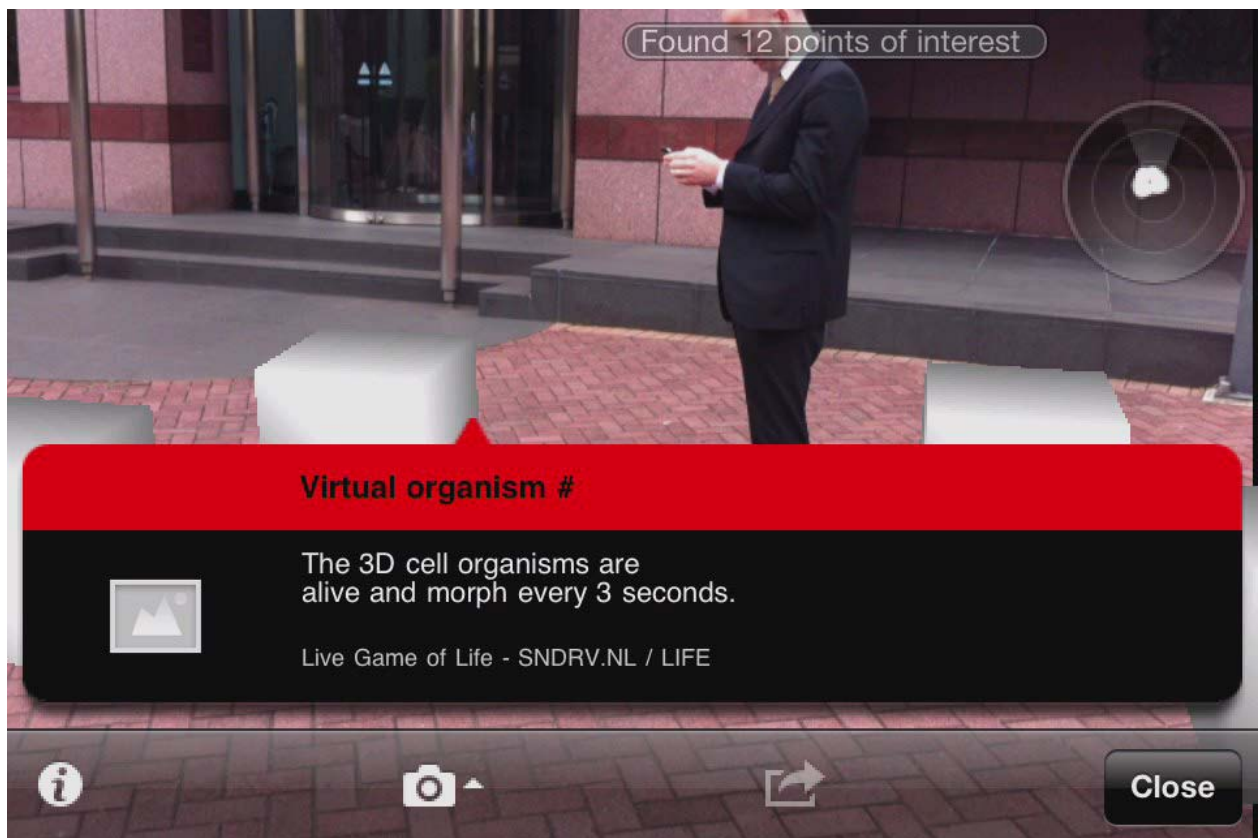 Found 12 points of interest
Virtual organism #
The 3D cell organisms are
alive and morph every 3 seconds.
Live Game of Life - SNDRV.NL / LIFE
Close